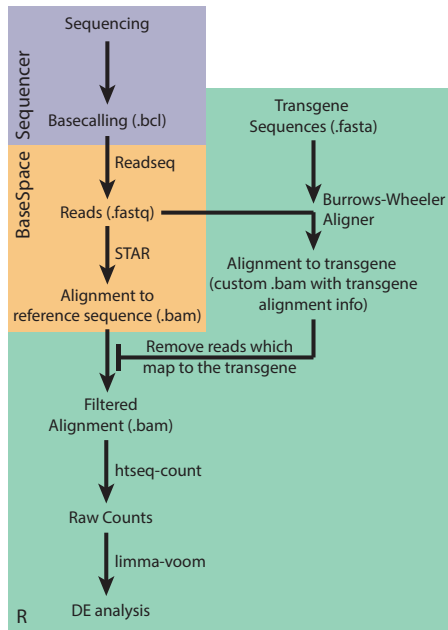 Sequencing
Basecalling (.bcl)
Sequencer
Readseq
BaseSpace
Reads (.fastq)
STAR
Alignment to
reference sequence (.bam)
Transgene
Sequences (.fasta)
Burrows-Wheeler
Aligner
Alignment to transgene
(custom .bam with transgene
alignment info)
Remove reads which
map to the transgene
Filtered
Alignment (.bam)
htseq-count
Raw Counts
limma-voom
DE analysis
R